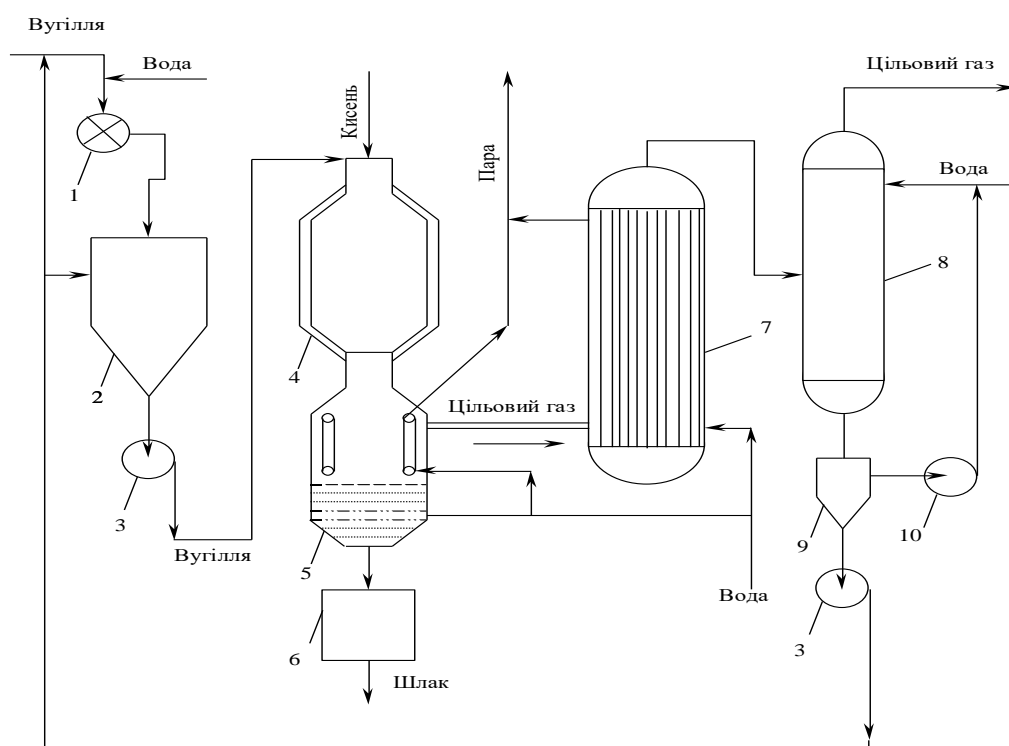 Вугілля
Вода
Цільовий газ
Кисень
Пара
Вода
1
8
7
4
2
Цільовий газ
3
Вугілля
5
9
10
Вода
6
3
Шлак